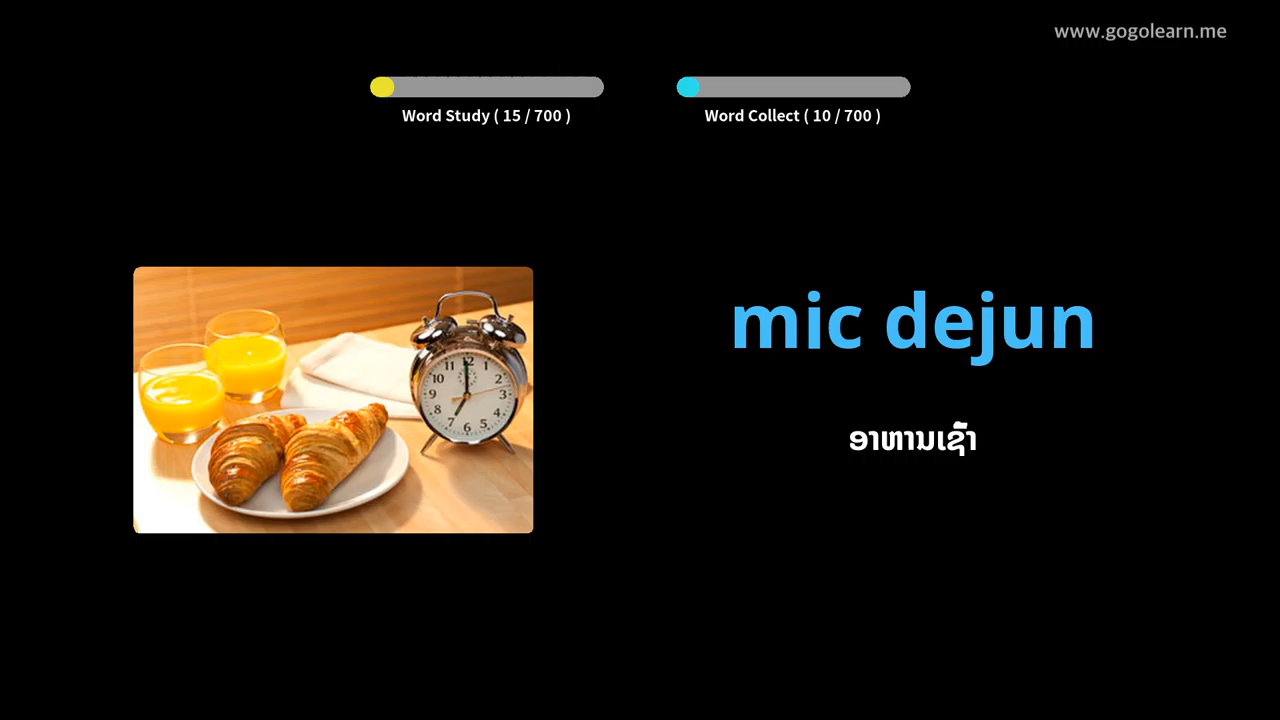 www.gogolearn.me
Word Study ( 15 / 700 )
Word Collect ( 10 / 700 )
mic dejun
ອາຫານເຊົ້າ